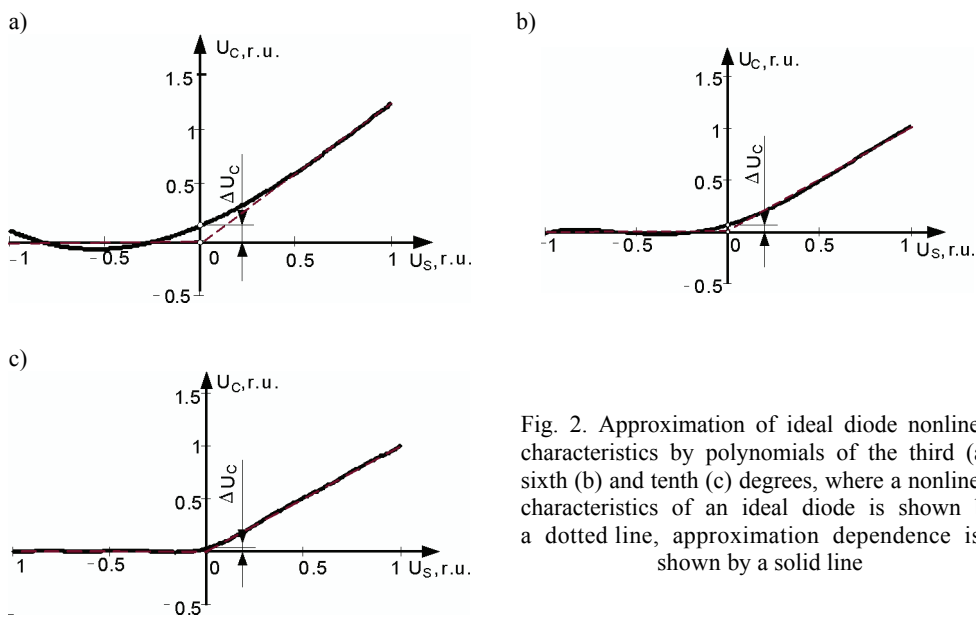 a)
U_C, r.u.
1.5
1
0.5
ΔU_C
-1
-0.5
0
0.5
1
U_S, r.u.
-0.5
b)
U_C, r.u.
1.5
1
0.5
ΔU_C
-1
-0.5
0
0.5
1
U_S, r.u.
-0.5
c)
U_C, r.u.
1.5
1
0.5
ΔU_C
1
-0.5
0
0.5
1
U_S, r.u.
-0.5
Fig. 2. Approximation of ideal diode nonline
characteristics by polynomials of the third (a
sixth (b) and tenth (c) degrees, where a nonline
characteristics of an ideal diode is shown
a dotted line, approximation dependence is
shown by a solid line